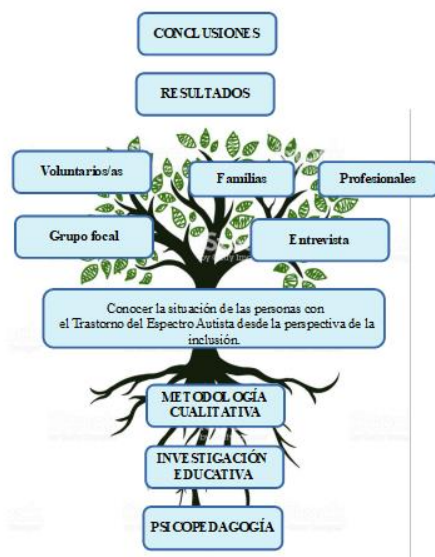 CONCLUSIONES
RESULTADOS
Voluntarios/as
Familias
Profesionales
Grupo focal
Entrevista
Conocer la situación de las personas con
el Trastorno del Espectro Autista desde la perspectiva de la
inclusión.
METODOLOGÍA
CUALITATIVA
INVESTIGACIÓN
EDUCATIVA
PSICOPEDAGOGÍA